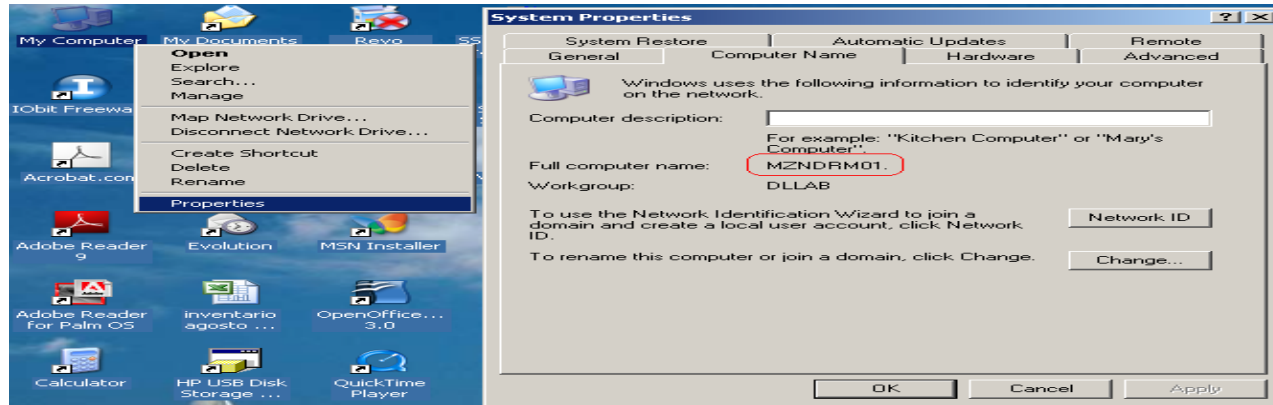 My Computer
My Documents
Revo
Open
Explore
Search...
Manage
Map Network Drive...
Disconnect Network Drive...
Create Shortcut
Delete
Rename
Properties
IObit Freewa
Acrobat.com
Adobe Reader
9
Evolution
MSN Installer
Adobe Reader
for Palm OS
inventario
agosto ...
OpenOffice...
3.0
Calculator
HP USB Disk
Storage ...
QuickTime
Player
System Properties
System Restore
Automatic Updates
Remote
General
Computer Name
Hardware
Advanced
Windows uses the following information to identify your computer
on the network.
Computer description:
For example: "Kitchen Computer" or "Mary's
Computer".
Full computer name:
MZNDRM01.
Workgroup:
DLLAB
To use the Network Identification Wizard to join a
domain and create a local user account, click Network
ID.
Network ID
To rename this computer or join a domain, click Change.
Change...
OK
Cancel
Apply